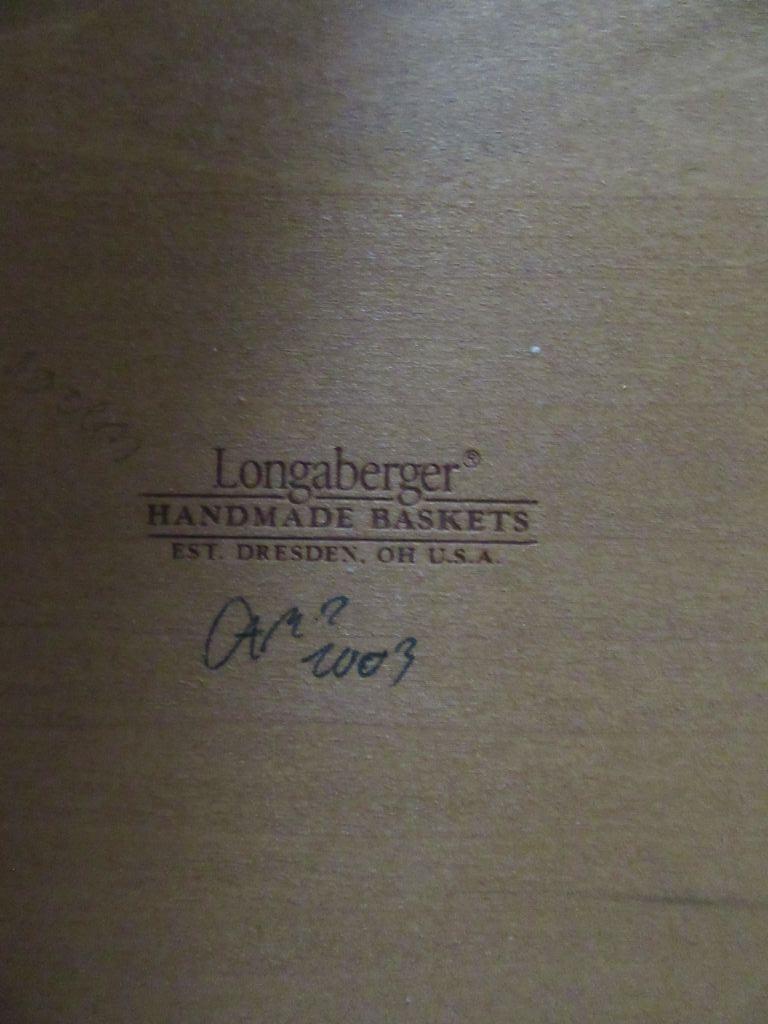 Longaberger®
HANDMADE BASKETS
EST. DRESDEN, OH U.S.A.
2003